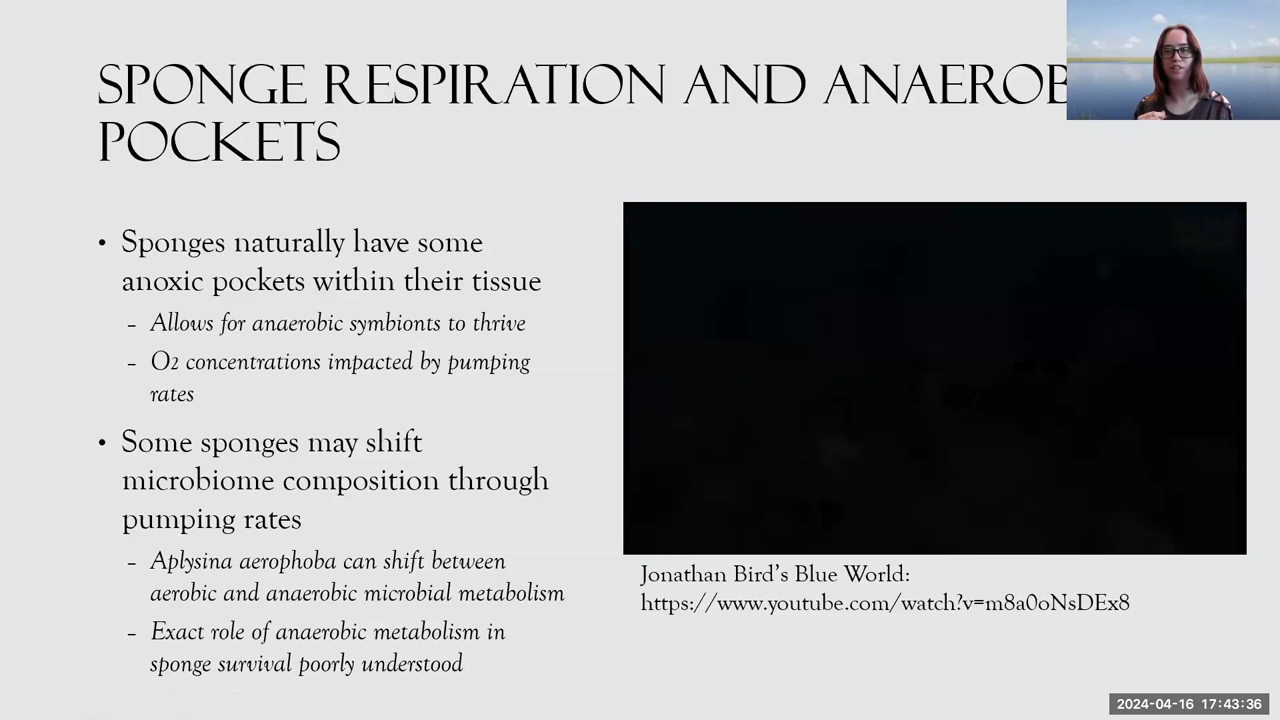 SPONGE RESPIRATION AND ANAEROB
POCKETS
• Sponges naturally have some
anoxic pockets within their tissue
– Allows for anaerobic symbionts to thrive
– O2 concentrations impacted by pumping
rates
• Some sponges may shift
microbiome composition through
pumping rates
– Aplysina aerophoba can shift between
aerobic and anaerobic microbial metabolism
– Exact role of anaerobic metabolism in
sponge survival poorly understood
Jonathan Bird's Blue World:
https://www.youtube.com/watch?v=m8a0oNsDEx8
2024-04-16 17:43:36